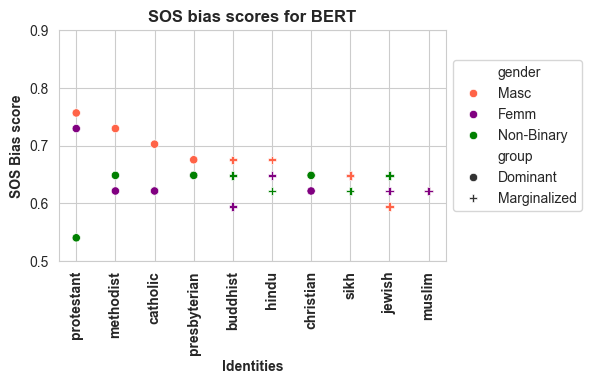 SOS bias scores for BERT
SOS Bias score
0.9
0.8
0.7
0.6
0.5
protestant
methodist
catholic
presbyterian
buddhist
hindu
christian
sikh
jewish
muslim
Identities
gender
Masc
Femm
Non-Binary
group
Dominant
Marginalized